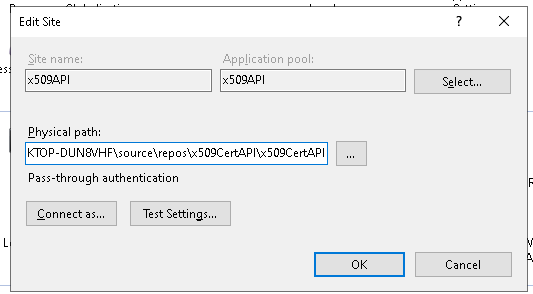 Edit Site
?
Site name:
Application pool:
x509API
x509API
Select...
Physical path:
KTOP-DUN8VHF\source\repos\x509CertAPI\x509CertAPI
...
Pass-through authentication
Connect as...
Test Settings...
OK
Cancel